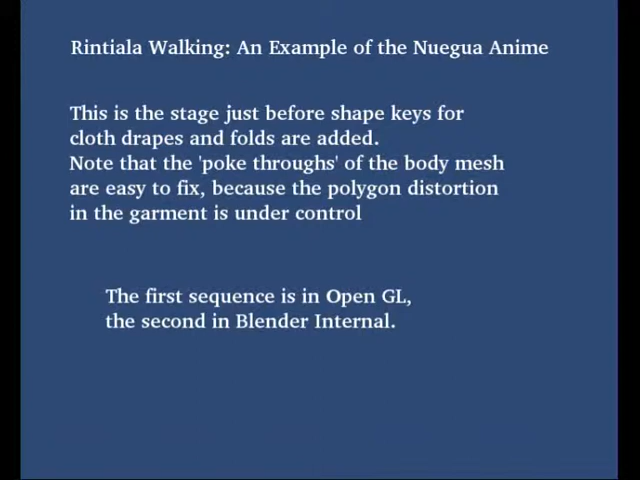 Rintiala Walking: An Example of the Nuegua Anime
This is the stage just before shape keys for
cloth drapes and folds are added.
Note that the 'poke throughs' of the body mesh
are easy to fix, because the polygon distortion
in the garment is under control
The first sequence is in Open GL,
the second in Blender Internal.